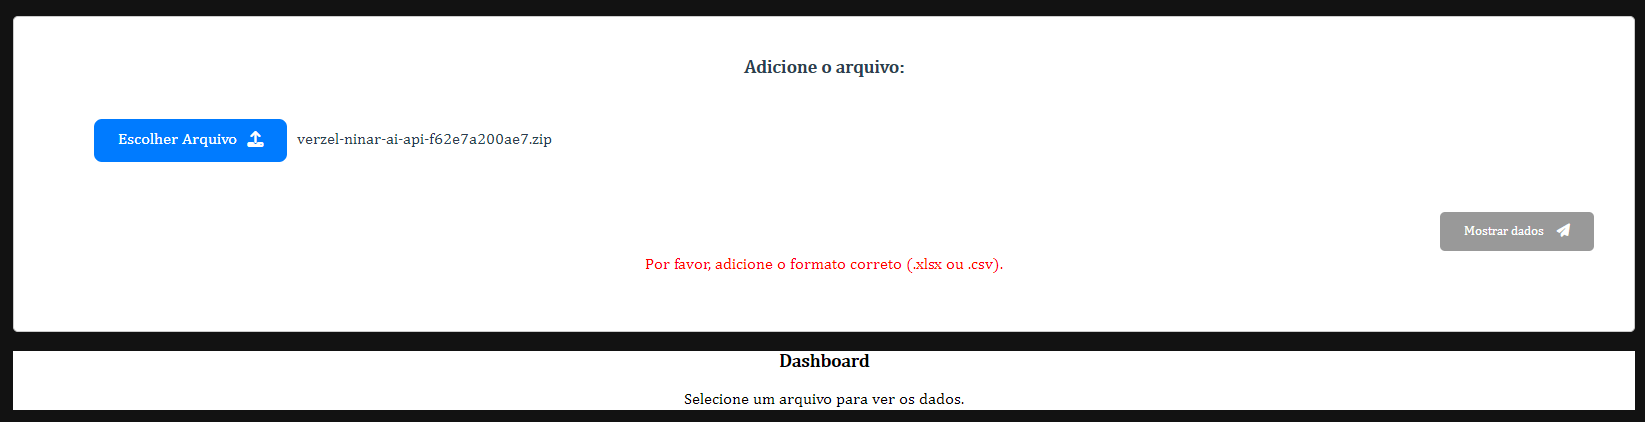 Adicione o arquivo:
Escolher Arquivo verzel-ninar-ai-api-f62e7a200ae7.zip
Mostrar dados
Por favor, adicione o formato correto (.xlsx ou .csv).
Dashboard
Selecione um arquivo para ver os dados.